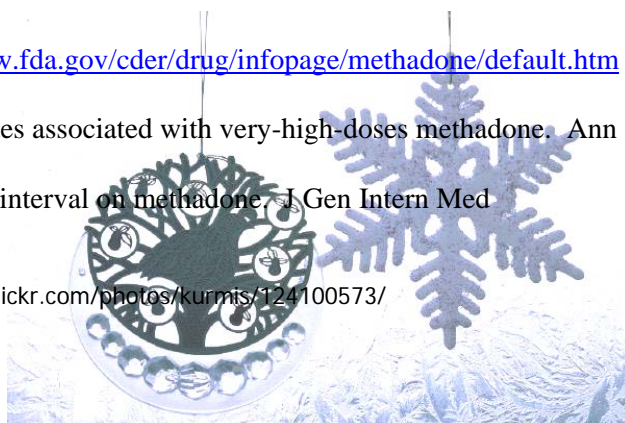 w.fda.gov/cder/drug/infopage/methadone/default.htm
es associated with very-high-doses methadone. Ann
interval on methadone. J Gen Intern Med
ickr.com/photos/kurmis/124100573/